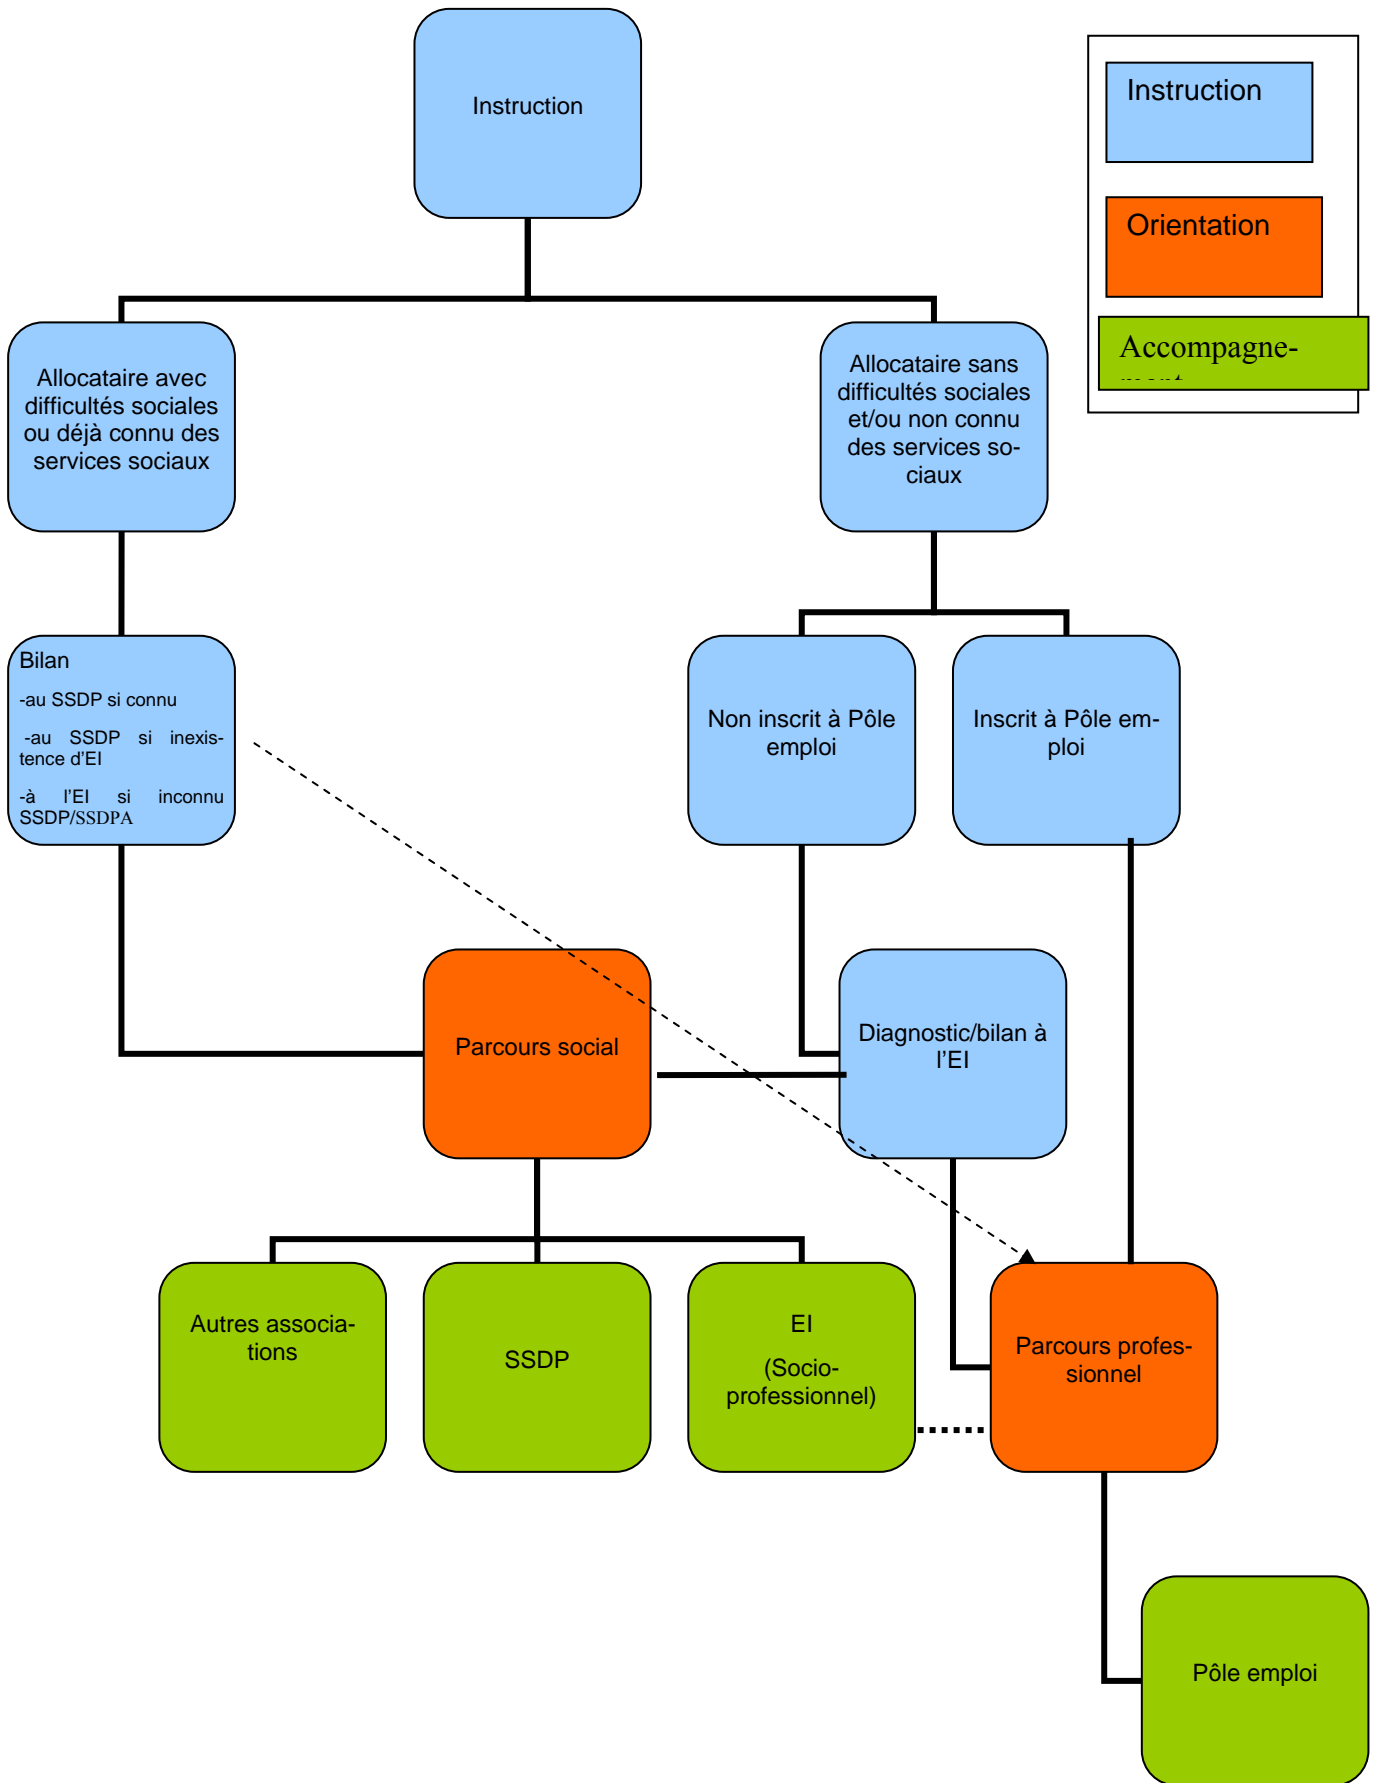 Instruction
Instruction
Orientation
Accompagne-
Allocataire avec
difficultés sociales
ou déjà connu des
services sociaux
Allocataire sans
difficultés sociales
et/ou non connu
des services so-
ciaux
Bilan
-au SSDP si connu
-au SSDP si inexis-
tence d'EI
-à l'EI si inconnu
SSDP/SSDPA
Non inscrit à Pôle
emploi
Inscrit à Pôle em-
ploi
Parcours social
Diagnostic/bilan à
l'EI
Autres associa-
tions
SSDP
EI
(Socio-
professionnel)
Parcours profes-
sionnel
Pôle emploi